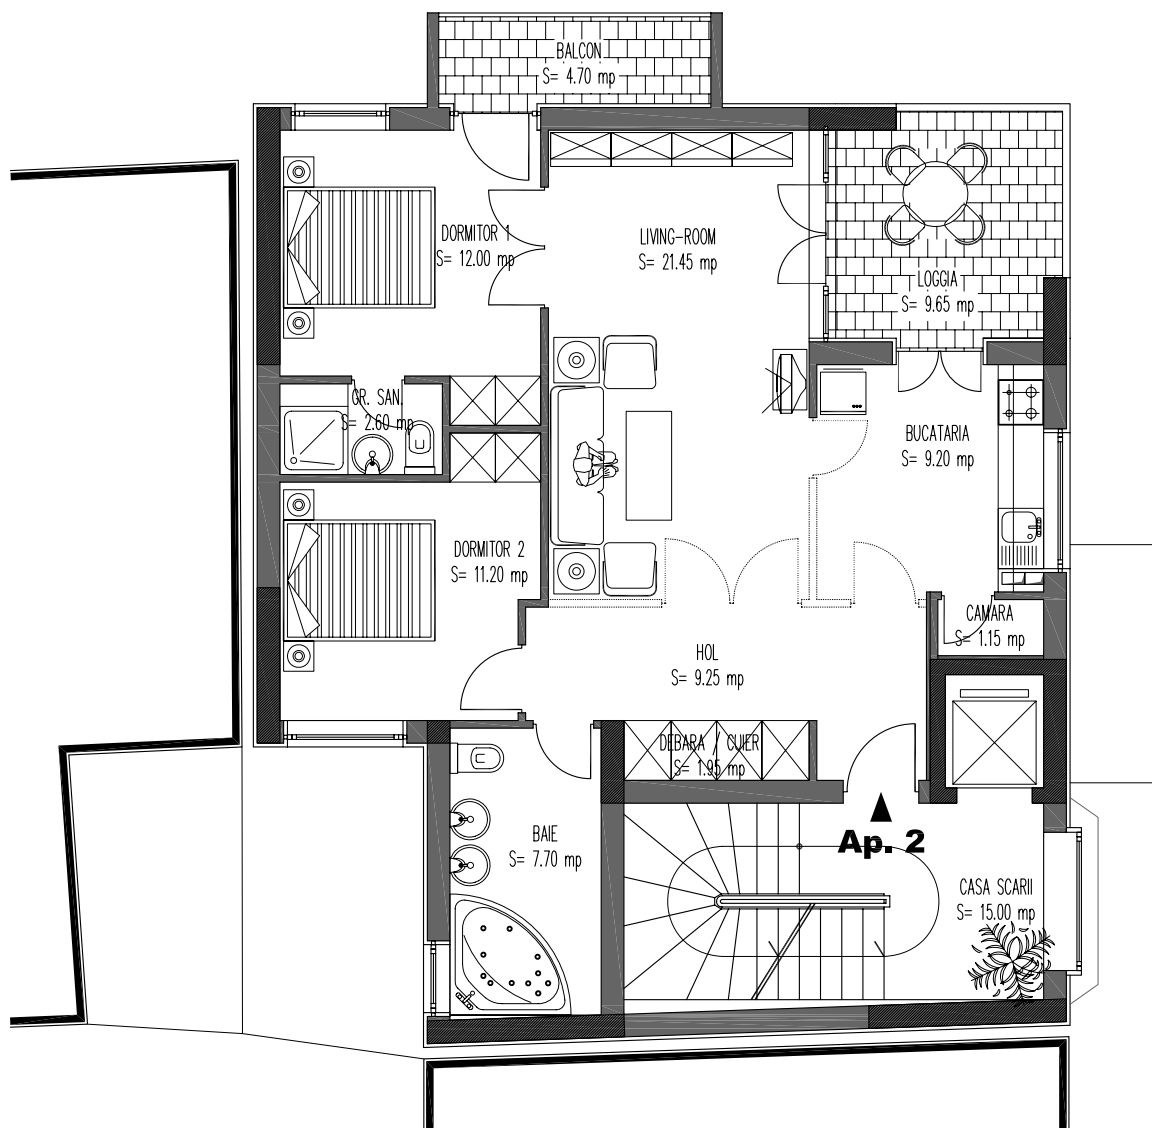 BALCON
S= 4.70 mp
DORMITOR 1
S= 12.00 mp
LIVING-ROOM
S= 21.45 mp
LOGGIA
S= 9.65 mp
GR. SAN.
S= 2.60 mp
BUCATARIA
S= 9.20 mp
DORMITOR 2
S= 11.20 mp
CAMARA
S= 1.15 mp
HOL
S= 9.25 mp
DEBARA / CUIER
S= 1.95 mp
BAIE
S= 7.70 mp
Ap. 2
CASA SCARII
S= 15.00 mp